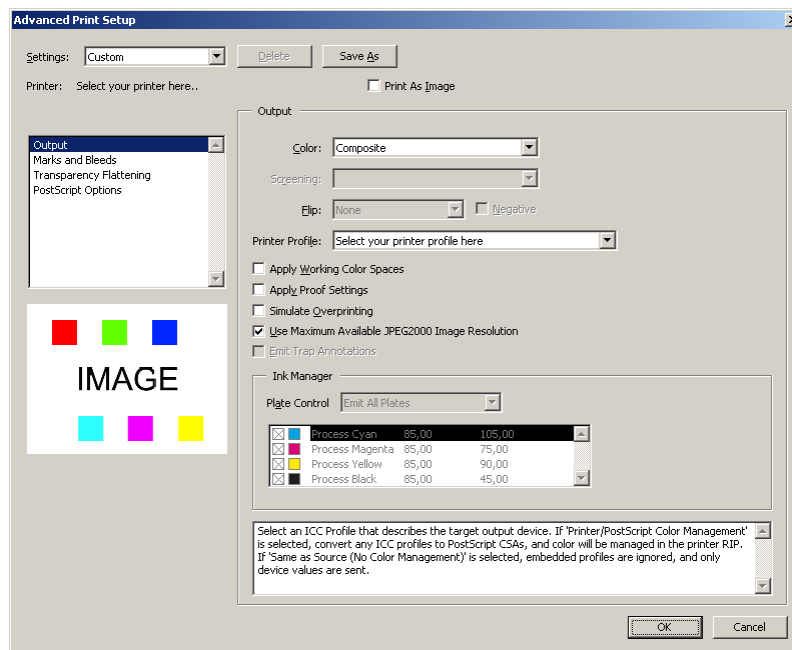 Advanced Print Setup
Settings: Custom Delete Save As
Printer: Select your printer here.. Print As Image
Output
Marks and Bleeds
Transparency Flattening
PostScript Options
IMAGE
Output
Color: Composite
Screening:
Flip: None Negative
Printer Profile: Select your printer profile here
Apply Working Color Spaces
Apply Proof Settings
Simulate Overprinting
Use Maximum Available JPEG2000 Image Resolution
Emit Trap Annotations
Ink Manager
Plate Control Emit All Plates
Process Cyan 85,00 105,00
Process Magenta 85,00 75,00
Process Yellow 85,00 90,00
Process Black 85,00 45,00
Select an ICC Profile that describes the target output device. If 'Printer/PostScript Color Management'
is selected, convert any ICC profiles to PostScript CSAs, and color will be managed in the printer RIP.
If 'Same as Source (No Color Management)' is selected, embedded profiles are ignored, and only
device values are sent.
OK Cancel